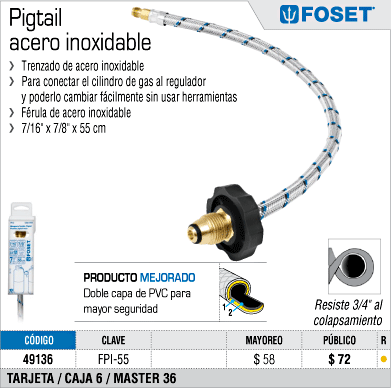 Pigtail
acero inoxidable
FOSET
❯ Trenzado de acero inoxidable
❯ Para conectar el cilindro de gas al regulador
y poderlo cambiar fácilmente sin usar herramientas
❯ Férula de acero inoxidable
❯ 7/16" x 7/8" x 55 cm
FOSET
PRODUCTO MEJORADO
Doble capa de PVC para
mayor seguridad
1 2
Resiste 3/4" al
colapsamiento
CÓDIGO CLAVE MAYOREO PÚBLICO R
49136 FPI-55 $ 58 $ 72
TARJETA / CAJA 6 / MASTER 36